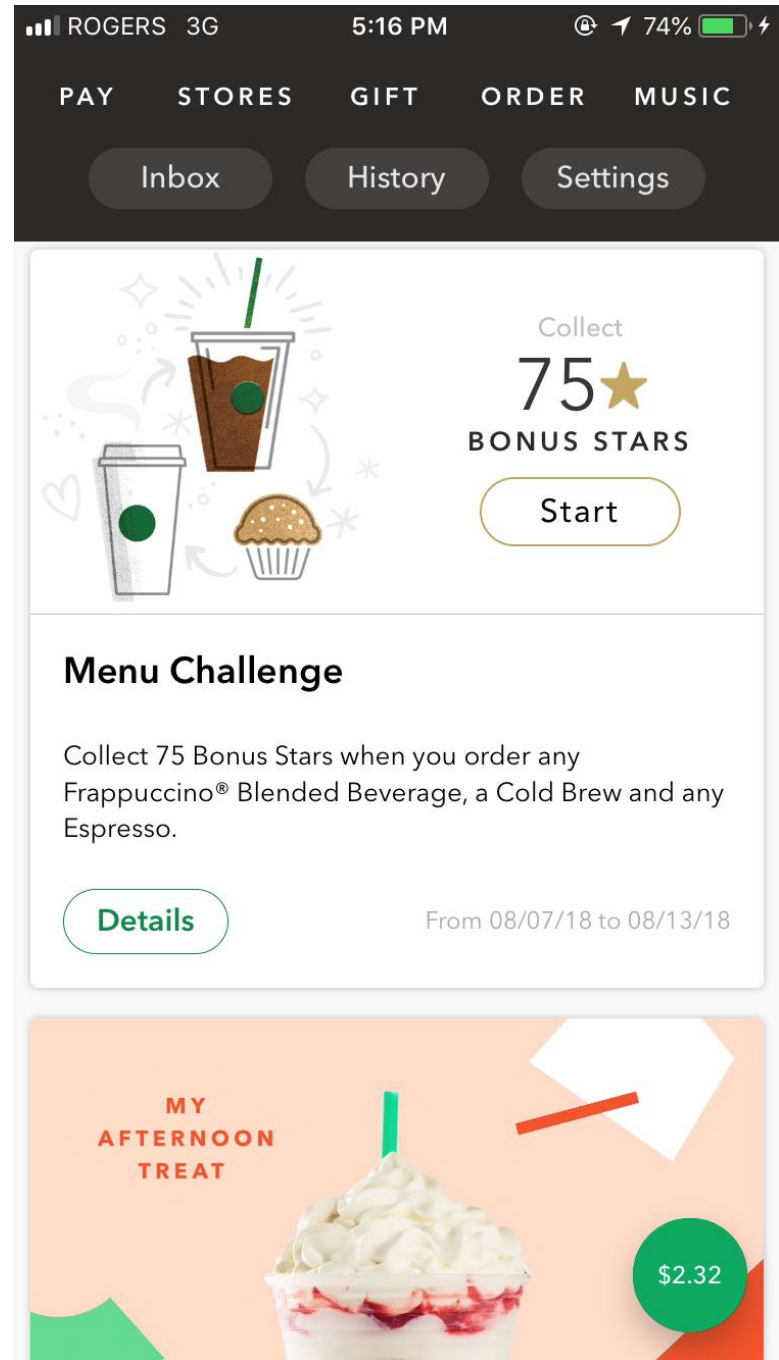 ROGERS 3G 5:16 PM 74%
PAY STORES GIFT ORDER MUSIC
Inbox History Settings
Collect
75
BONUS STARS
Start
Menu Challenge
Collect 75 Bonus Stars when you order any
Frappuccino® Blended Beverage, a Cold Brew and any
Espresso.
Details From 08/07/18 to 08/13/18
MY
AFTERNOON
TREAT
$2.32